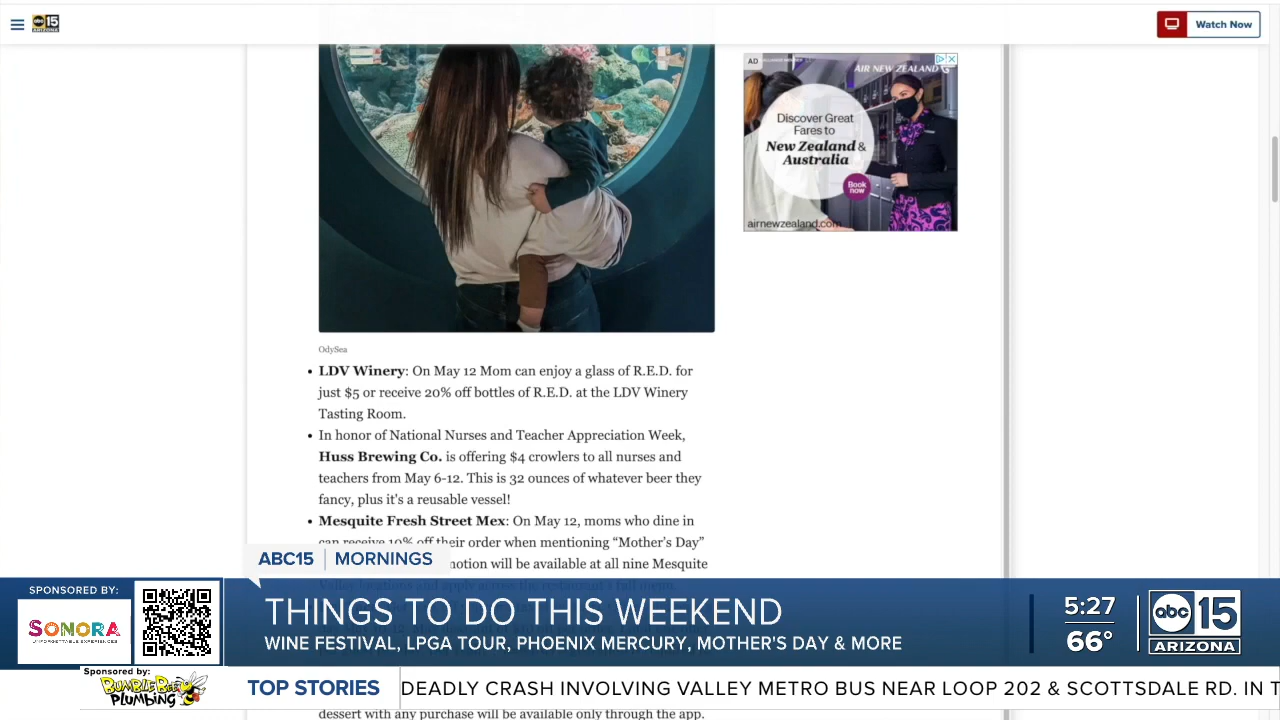 abc 15
ARIZONA
Watch Now
AD
AIR NEW ZEALAND
Discover Great
Fares to
New Zealand &
Australia
Book
now
airnewzealand.com
OdySea
• LDV Winery: On May 12 Mom can enjoy a glass of R.E.D. for
just $5 or receive 20% off bottles of R.E.D. at the LDV Winery
Tasting Room.
• In honor of National Nurses and Teacher Appreciation Week,
Huss Brewing Co. is offering $4 crowlers to all nurses and
teachers from May 6-12. This is 32 ounces of whatever beer they
fancy, plus it's a reusable vessel!
• Mesquite Fresh Street Mex: On May 12, moms who dine in
can receive 10% off their order when mentioning “Mother's Day”
motion will be available at all nine Mesquite
ABC15 | MORNINGS
SPONSORED BY:
SONORA
UNFORGETTABLE EXPERIENCES
THINGS TO DO THIS WEEKEND
WINE FESTIVAL, LPGA TOUR, PHOENIX MERCURY, MOTHER'S DAY & MORE
5:27
66°
abc 15
ARIZONA
Sponsored by:
BUMBLE BEE
PLUMBING
TOP STORIES
DEADLY CRASH INVOLVING VALLEY METRO BUS NEAR LOOP 202 & SCOTTSDALE RD. IN T
dessert with any purchase will be available only through the app.